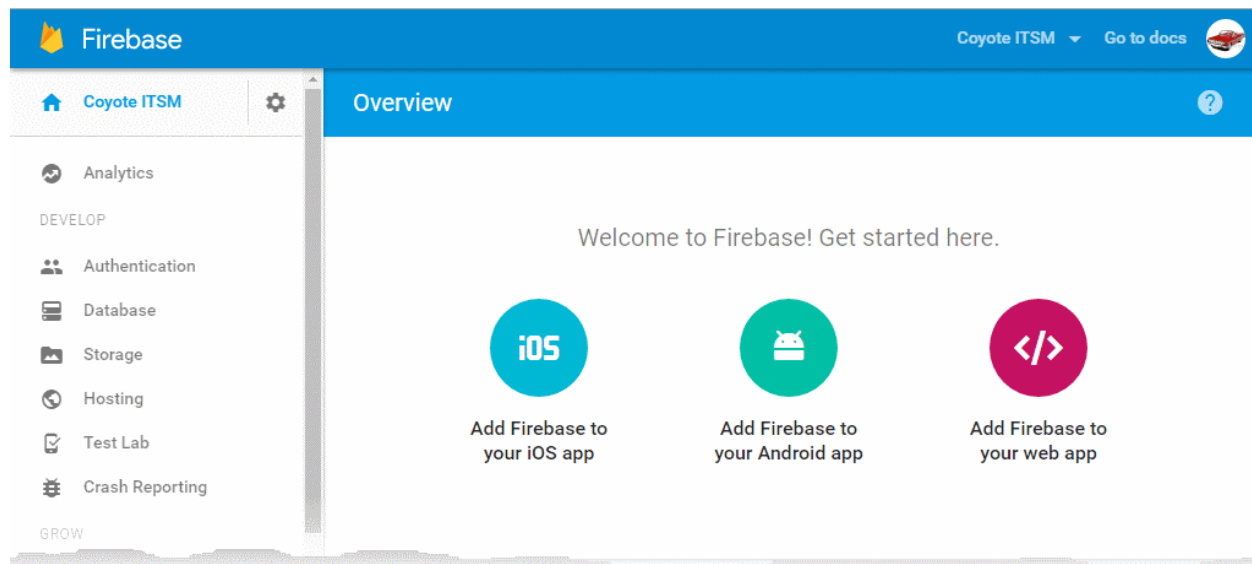 Firebase
Coyote ITSM
Go to docs
Coyote ITSM
Overview
?
Analytics
DEVELOP
Authentication
Database
Storage
Hosting
Test Lab
Crash Reporting
GROW
Welcome to Firebase! Get started here.
iOS
</>
Add Firebase to
your iOS app
Add Firebase to
your Android app
Add Firebase to
your web app